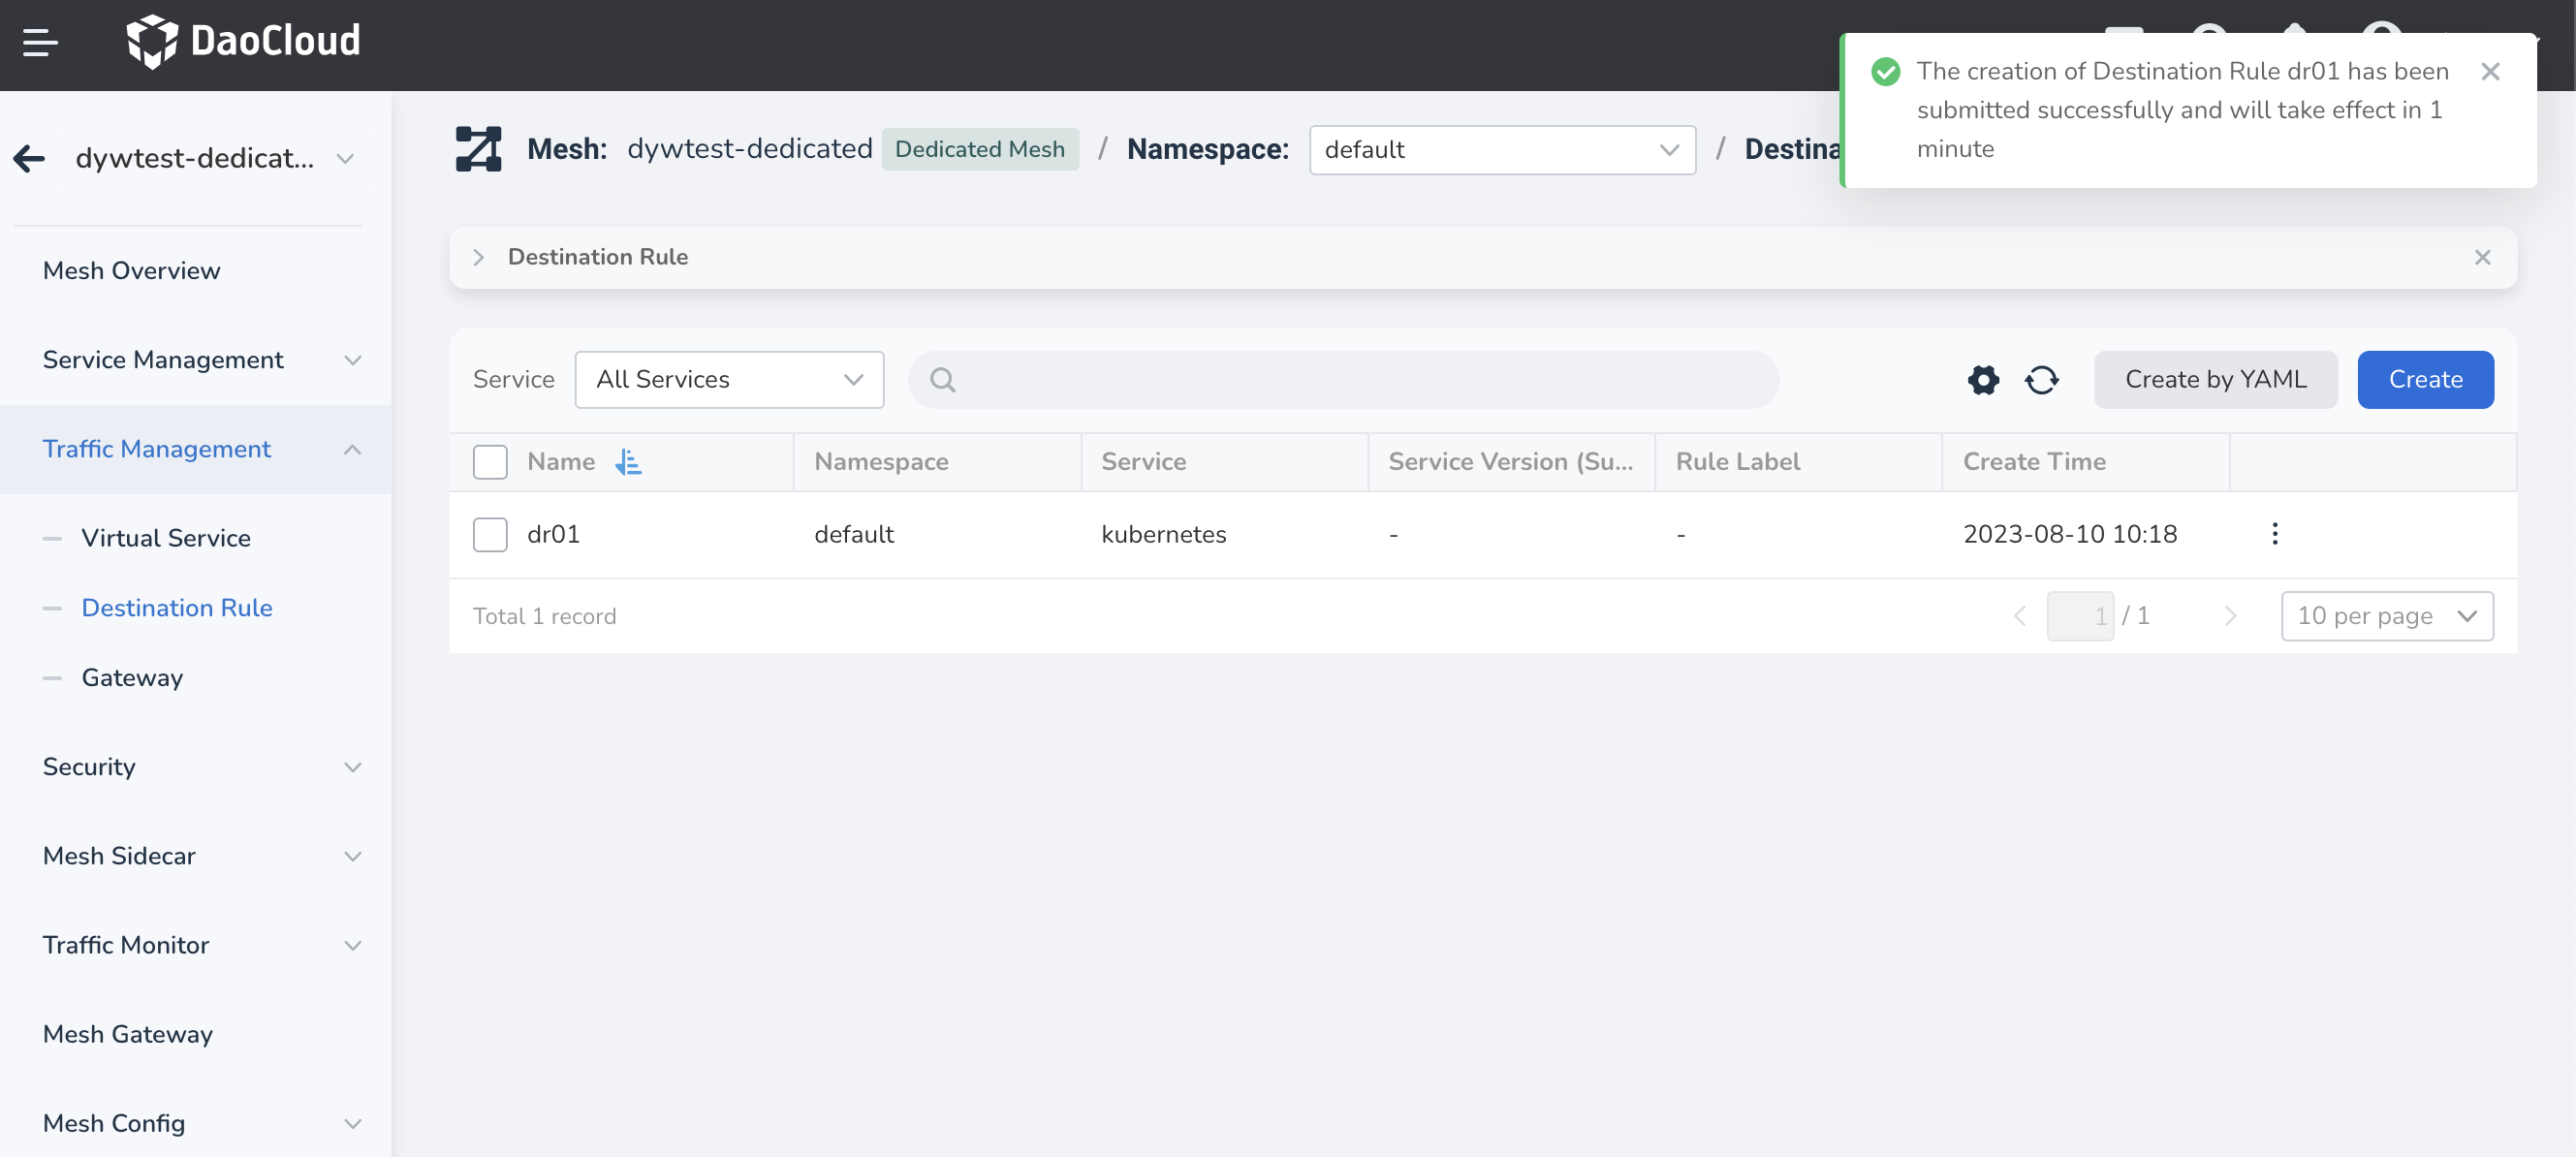 DaoCloud
The creation of Destination Rule dr01 has been
submitted successfully and will take effect in 1
minute
dywtest-dedicat...
Mesh: dywtest-dedicated Dedicated Mesh / Namespace: default / Destina
Destination Rule
Mesh Overview
Service Management
Traffic Management
Virtual Service
Destination Rule
Gateway
Security
Mesh Sidecar
Traffic Monitor
Mesh Gateway
Mesh Config
Service All Services Create by YAML Create
Name Namespace Service Service Version (Su... Rule Label Create Time
dr01 default kubernetes - - 2023-08-10 10:18
Total 1 record 1 / 1 10 per page